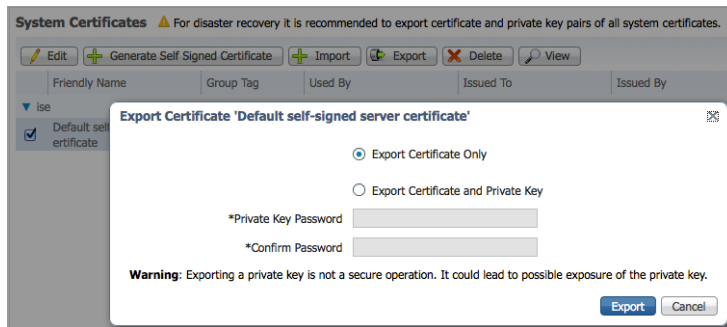 System Certificates For disaster recovery it is recommended to export certificate and private key pairs of all system certificates.
Edit Generate Self Signed Certificate Import Export Delete View
Friendly Name Group Tag Used By Issued To Issued By
ise
Export Certificate 'Default self-signed server certificate'
Default self
ertificate
Export Certificate Only
Export Certificate and Private Key
*Private Key Password
*Confirm Password
Warning: Exporting a private key is not a secure operation. It could lead to possible exposure of the private key.
Export Cancel